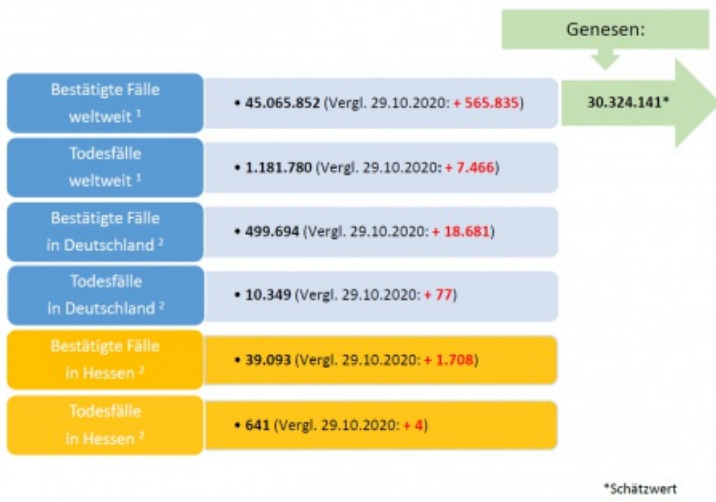 Genesen:
Bestätigte Fälle
weltweit ¹
• 45.065.852 (Vergl. 29.10.2020: + 565.835)
30.324.141*
Todesfälle
weltweit ¹
• 1.181.780 (Vergl. 29.10.2020: + 7.466)
Bestätigte Fälle
in Deutschland ²
• 499.694 (Vergl. 29.10.2020: + 18.681)
Todesfälle
in Deutschland ²
• 10.349 (Vergl. 29.10.2020: + 77)
Bestätigte Fälle
in Hessen ²
• 39.093 (Vergl. 29.10.2020: + 1.708)
Todesfälle
in Hessen ²
• 641 (Vergl. 29.10.2020: + 4)
*Schätzwert